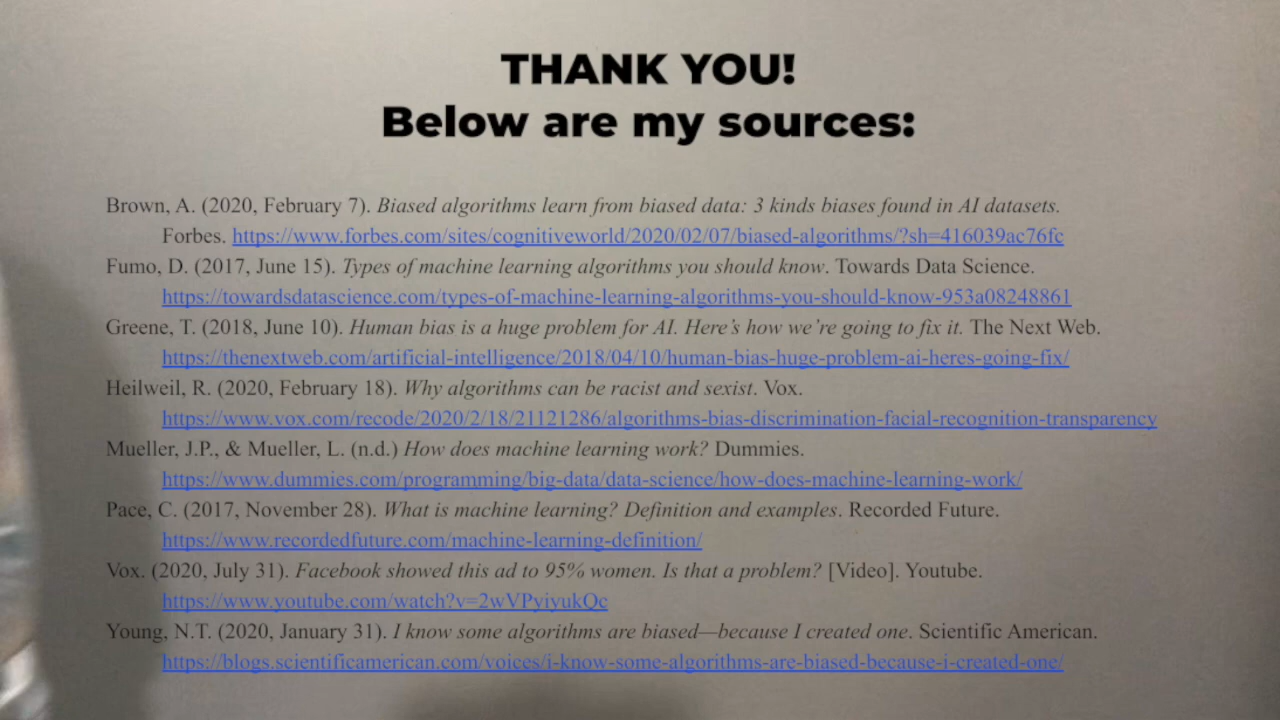 THANK YOU!
Below are my sources:
Brown, A. (2020, February 7). Biased algorithms learn from biased data: 3 kinds biases found in AI datasets.
Forbes. https://www.forbes.com/sites/cognitiveworld/2020/02/07/biased-algorithms/?sh=416039ac76fc
Fumo, D. (2017, June 15). Types of machine learning algorithms you should know. Towards Data Science.
https://towardsdatascience.com/types-of-machine-learning-algorithms-you-should-know-953a08248861
Greene, T. (2018, June 10). Human bias is a huge problem for AI. Here’s how we’re going to fix it. The Next Web.
https://thenextweb.com/artificial-intelligence/2018/04/10/human-bias-huge-problem-ai-heres-going-fix/
Heilweil, R. (2020, February 18). Why algorithms can be racist and sexist. Vox.
https://www.vox.com/recode/2020/2/18/21121286/algorithms-bias-discrimination-facial-recognition-transparency
Mueller, J.P., & Mueller, L. (n.d.) How does machine learning work? Dummies.
https://www.dummies.com/programming/big-data/data-science/how-does-machine-learning-work/
Pace, C. (2017, November 28). What is machine learning? Definition and examples. Recorded Future.
https://www.recordedfuture.com/machine-learning-definition/
Vox. (2020, July 31). Facebook showed this ad to 95% women. Is that a problem? [Video]. Youtube.
https://www.youtube.com/watch?v=2wVPyiyukQc
Young, N.T. (2020, January 31). I know some algorithms are biased—because I created one. Scientific American.
https://blogs.scientificamerican.com/voices/i-know-some-algorithms-are-biased-because-i-created-one/